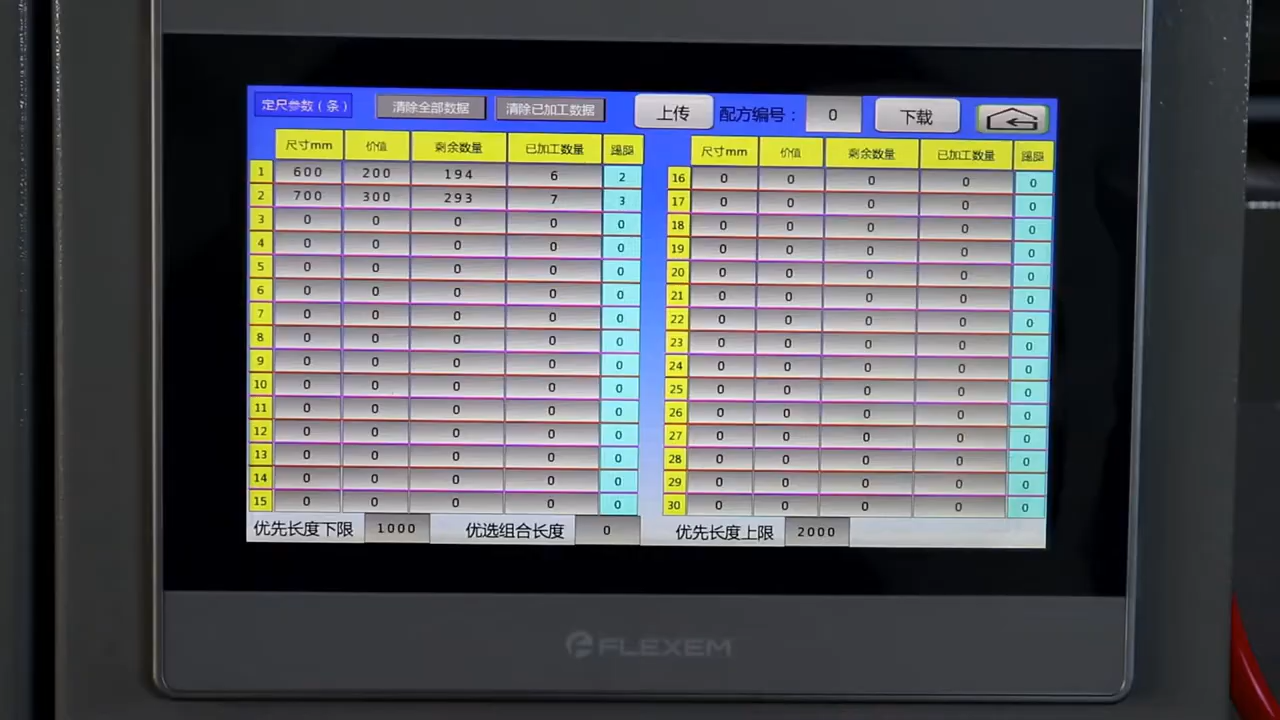 定尺参数（条） 清除全部数据 清除已加工数据 上传 配方编号： 0 下载
尺寸mm 价值 剩余数量 已加工数量 尺寸mm 价值 剩余数量 已加工数量
1 600 200 194 6 2 16 0 0 0 0 0
2 700 300 293 7 3 17 0 0 0 0 0
3 0 0 0 0 0 18 0 0 0 0 0
4 0 0 0 0 0 19 0 0 0 0 0
5 0 0 0 0 0 20 0 0 0 0 0
6 0 0 0 0 0 21 0 0 0 0 0
7 0 0 0 0 0 22 0 0 0 0 0
8 0 0 0 0 0 23 0 0 0 0 0
9 0 0 0 0 0 24 0 0 0 0 0
10 0 0 0 0 0 25 0 0 0 0 0
11 0 0 0 0 0 26 0 0 0 0 0
12 0 0 0 0 0 27 0 0 0 0 0
13 0 0 0 0 0 28 0 0 0 0 0
14 0 0 0 0 0 29 0 0 0 0 0
15 0 0 0 0 0 30 0 0 0 0 0
优先长度下限 1000 优选组合长度 0 优先长度上限 2000
FLEXEM